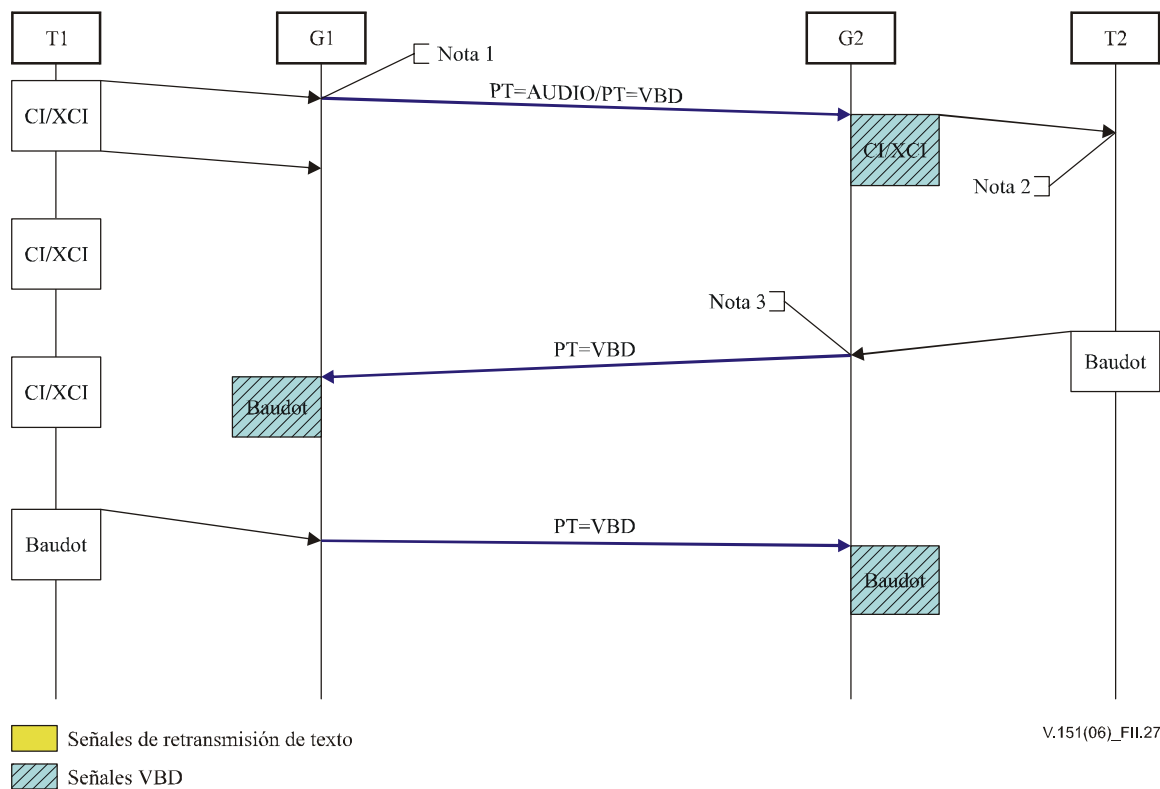 T1
G1
G2
T2
Nota 1
PT=AUDIO/PT=VBD
CI/XCI
CI/XCI
Nota 2
CI/XCI
Nota 3
PT=VBD
CI/XCI
Baudot
Baudot
PT=VBD
Baudot
Baudot
Señales de retransmisión de texto
V.151(06)_FII.27
Señales VBD